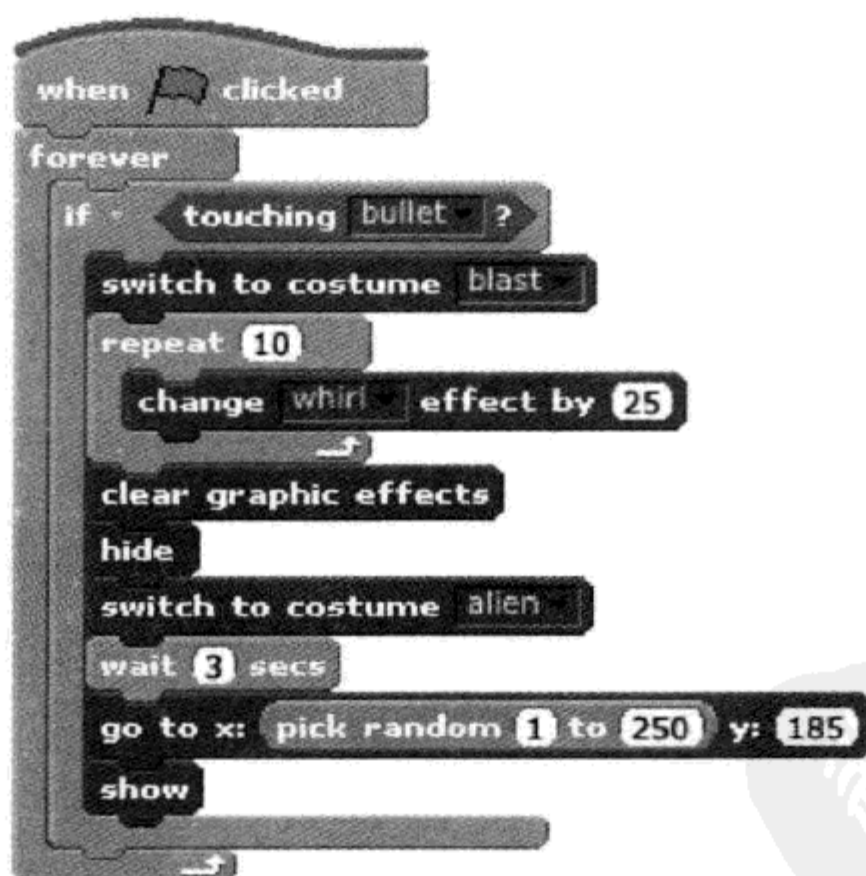 when clicked
forever
if touching bullet ?
switch to costume blast
repeat 10
change whirl effect by 25
clear graphic effects
hide
switch to costume alien
wait 3 secs
go to x: pick random 1 to 250 y: 185
show